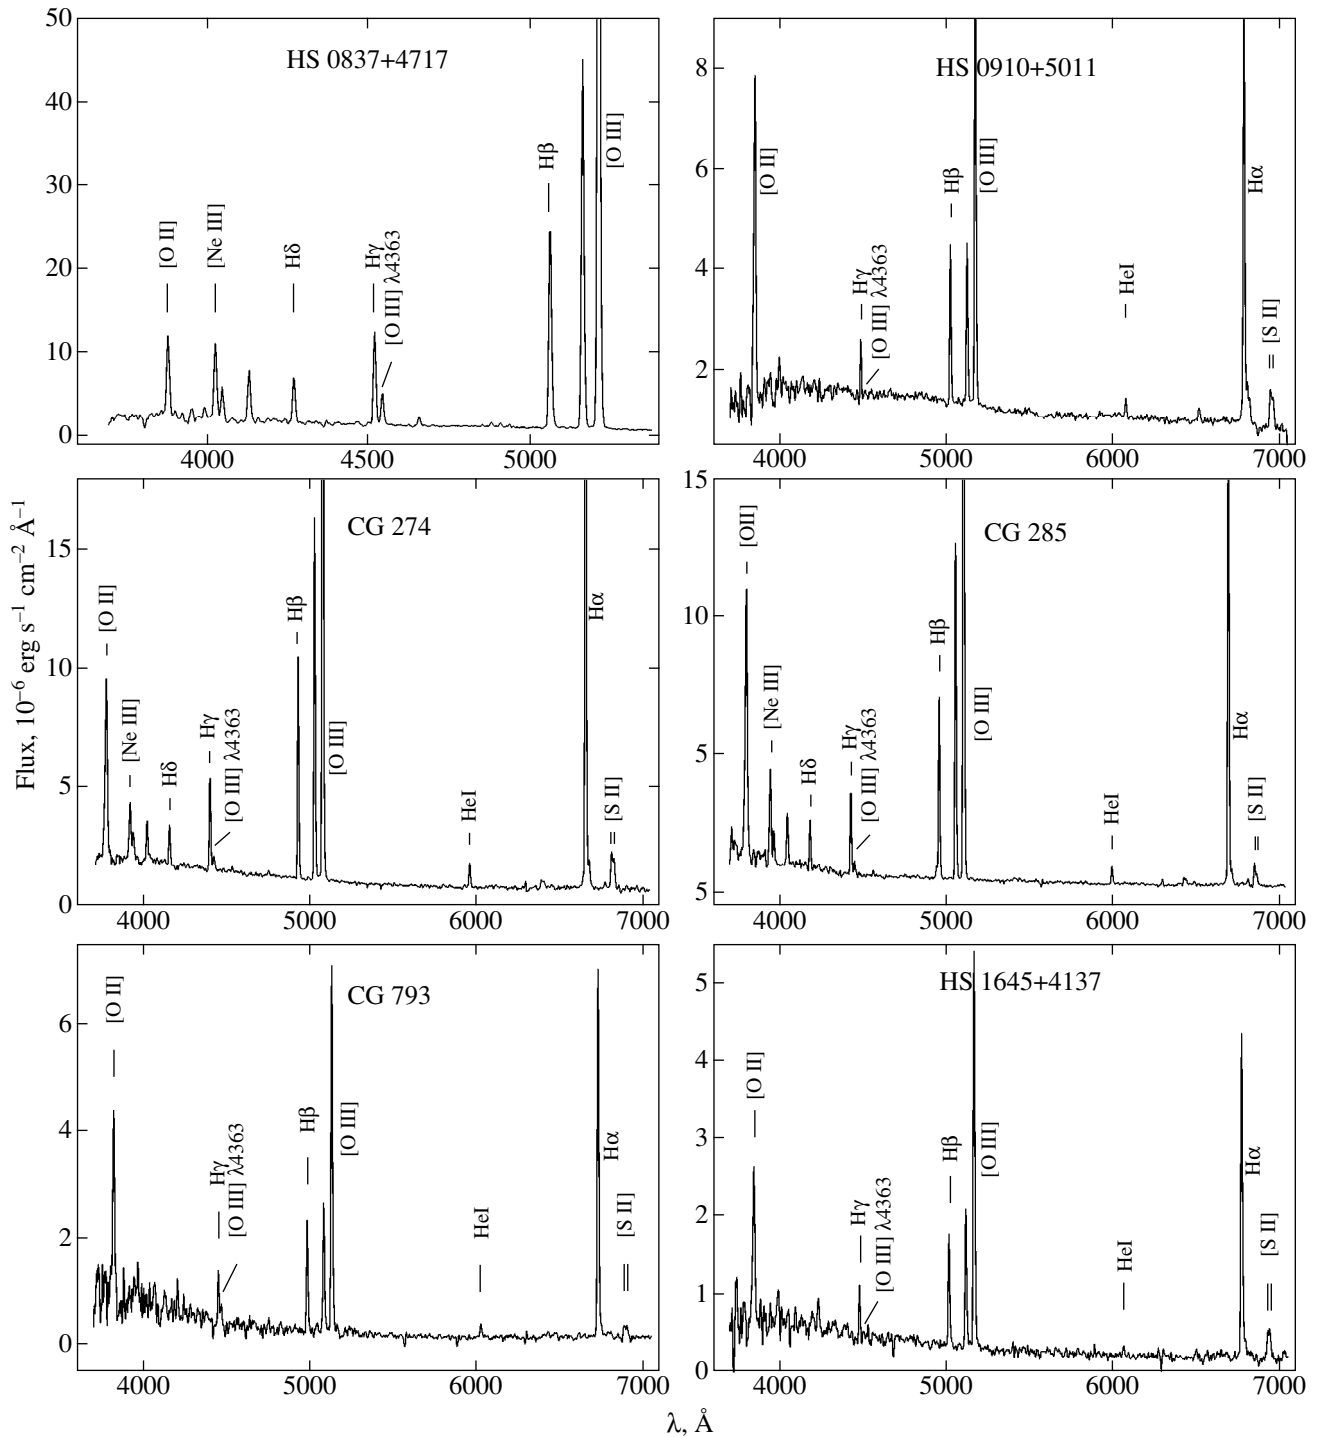 HS 0837+4717
50
40
30
20
10
0
[O II]
[Ne III]
Hδ
Hγ
[O III] λ4363
Hβ
[O III]
4000
4500
5000
HS 0910+5011
8
6
4
2
[O II]
Hγ
[O III] λ4363
Hβ
[O III]
HeI
Hα
[S II]
4000
5000
6000
7000
Flux, 10⁻⁶ erg s⁻¹ cm⁻² Å⁻¹
CG 274
15
10
5
0
[O II]
[Ne III]
Hδ
Hγ
[O III] λ4363
Hβ
[O III]
HeI
Hα
[S II]
4000
5000
6000
7000
CG 285
15
10
5
5
[OII]
[Ne III]
Hδ
Hγ
[O III] λ4363
Hβ
[O III]
HeI
Hα
[S II]
4000
5000
6000
7000
CG 793
6
4
2
0
[O II]
Hγ
[O III] λ4363
Hβ
[O III]
HeI
Hα
[S II]
4000
5000
6000
7000
HS 1645+4137
5
4
3
2
1
0
[O II]
Hγ
[O III] λ4363
Hβ
[O III]
HeI
Hα
[S II]
4000
5000
6000
7000
λ, Å